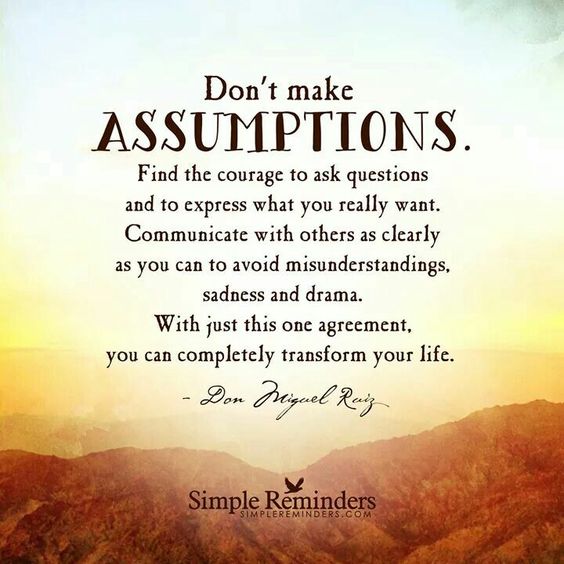 Don't make
ASSUMPTIONS.
Find the courage to ask questions
and to express what you really want.
Communicate with others as clearly
as you can to avoid misunderstandings,
sadness and drama.
With just this one agreement,
you can completely transform your life.
- Don Miguel Ruiz
Simple Reminders
SIMPLEREMINDERS.COM